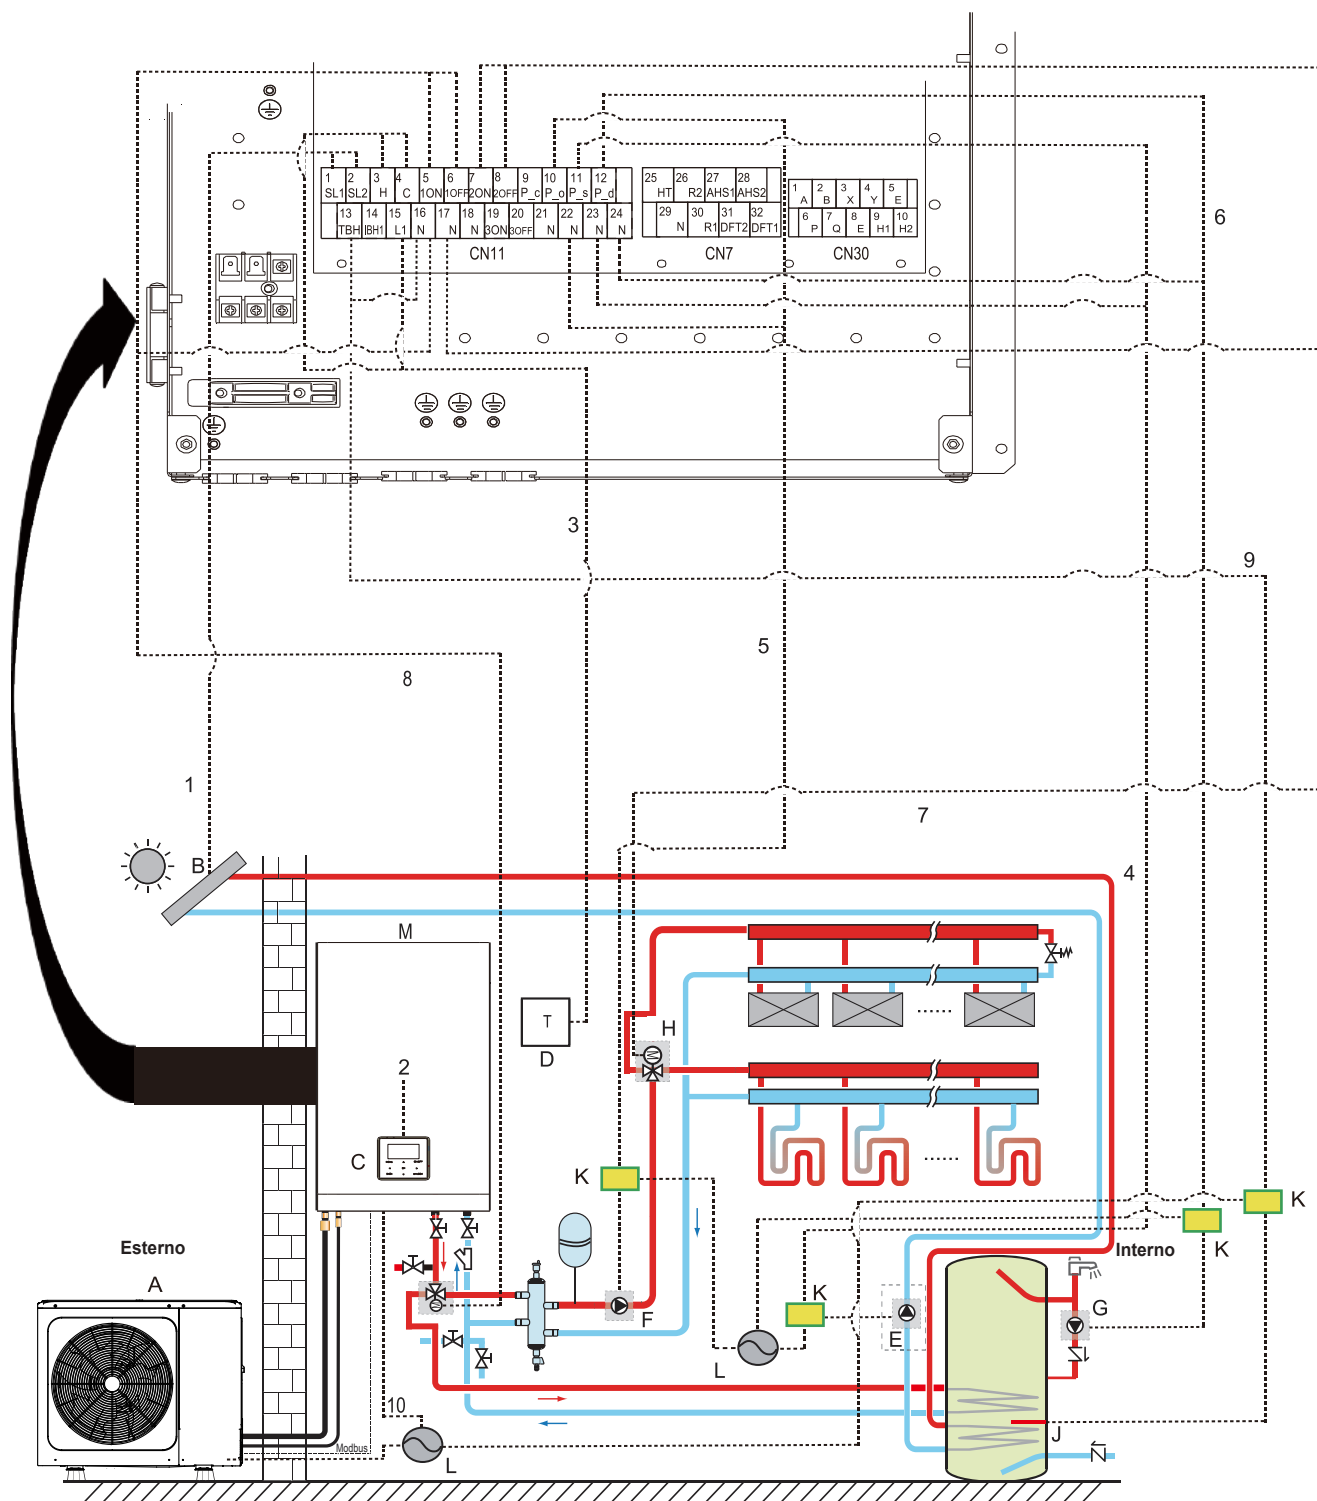 6
1 2 3 4 5 6 7 8 9 10 11 12
SL1 SL2 H C 1ON 1OFF 2ON 2OFF P_c P_o P_s P_d
13 14 15 16 17 18 19 20 21 22 23 24
TBH IBH1 L1 N N N 3ON 3OFF N N N N
CN11
25 26 27 28
HT R2 AHS1 AHS2
29 30 31 32
N R1 DFT2 DFT1
CN7
1 2 3 4 5
A B X Y E
6 7 8 9 10
P Q E H1 H2
CN30
3
9
5
8
1
7
B
4
M
T
D
H
2
C
K
K
K
Esterno
Interno
A
K
G
F
E
L
10
J
Modbus
L